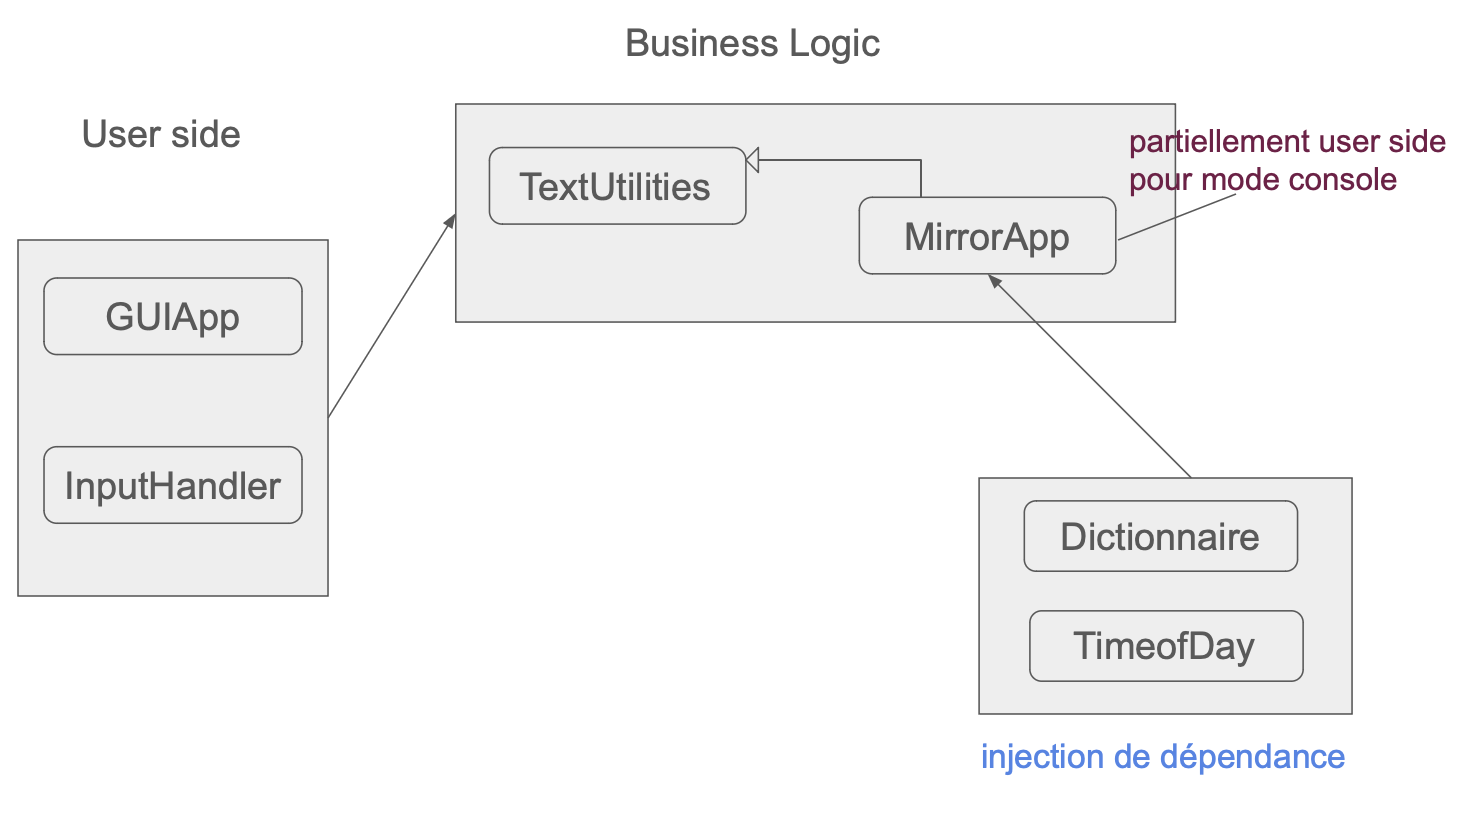 Business Logic
User side
TextUtilities
partiellement user side
pour mode console
MirrorApp
GUIApp
InputHandler
Dictionnaire
TimeofDay
injection de dépendance